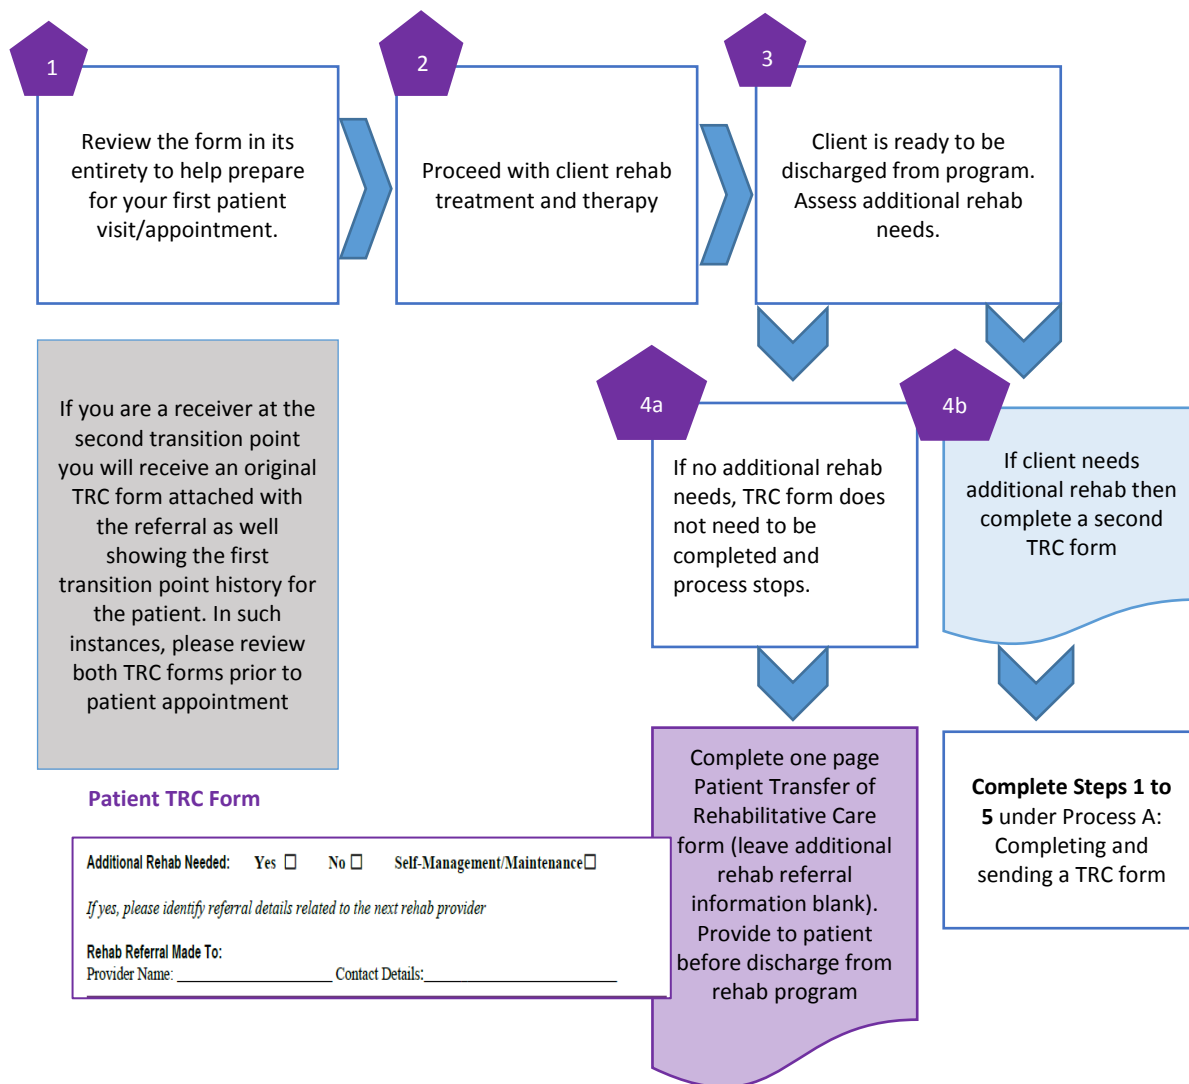 1
Review the form in its
entirety to help prepare
for your first patient
visit/appointment.
2
Proceed with client rehab
treatment and therapy
3
Client is ready to be
discharged from program.
Assess additional rehab
needs.
If you are a receiver at the
second transition point
you will receive an original
TRC form attached with
the referral as well
showing the first
transition point history for
the patient. In such
instances, please review
both TRC forms prior to
patient appointment
4a
If no additional rehab
needs, TRC form does
not need to be
completed and
process stops.
4b
If client needs
additional rehab then
complete a second
TRC form
Complete one page
Patient Transfer of
Rehabilitative Care
form (leave additional
rehab referral
information blank).
Provide to patient
before discharge from
rehab program
Complete Steps 1 to
5 under Process A:
Completing and
sending a TRC form
Patient TRC Form
Additional Rehab Needed: Yes ☐ No ☐ Self-Management/Maintenance☐
If yes, please identify referral details related to the next rehab provider
Rehab Referral Made To:
Provider Name: ____________________ Contact Details:_________________________